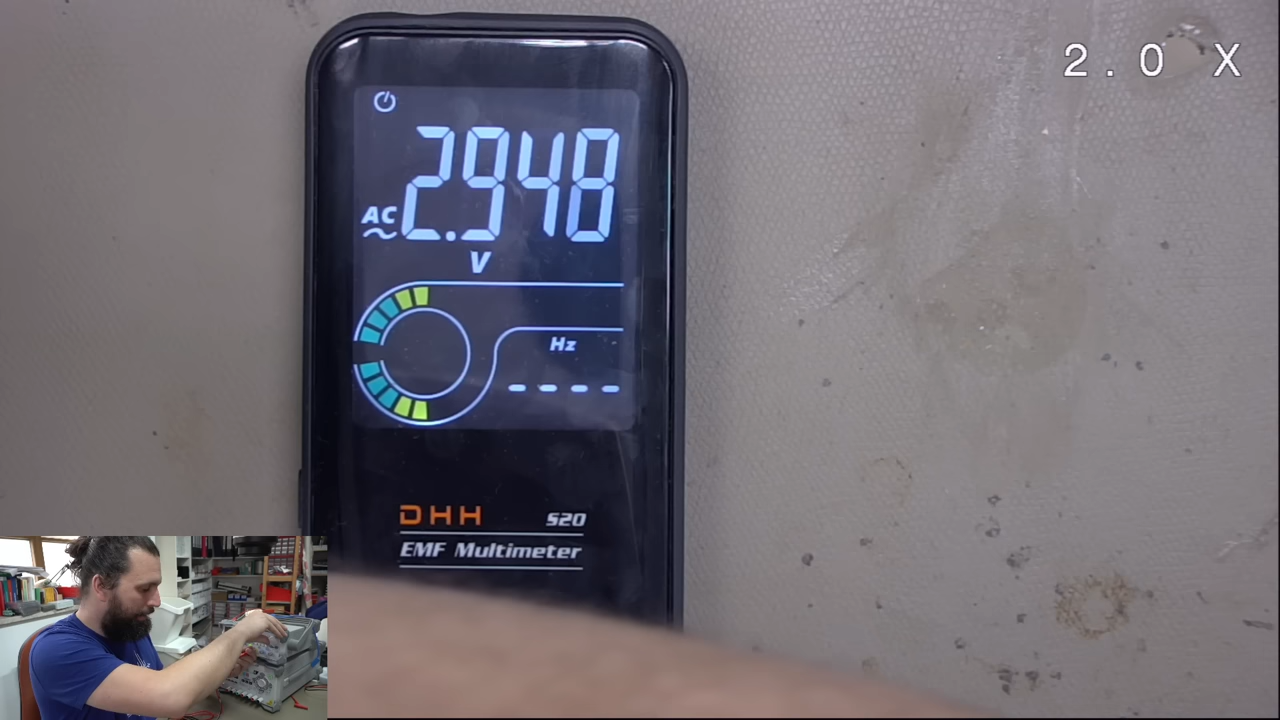 2.0 X
2.948
AC
V
Hz
----
DHH S20
EMF Multimeter